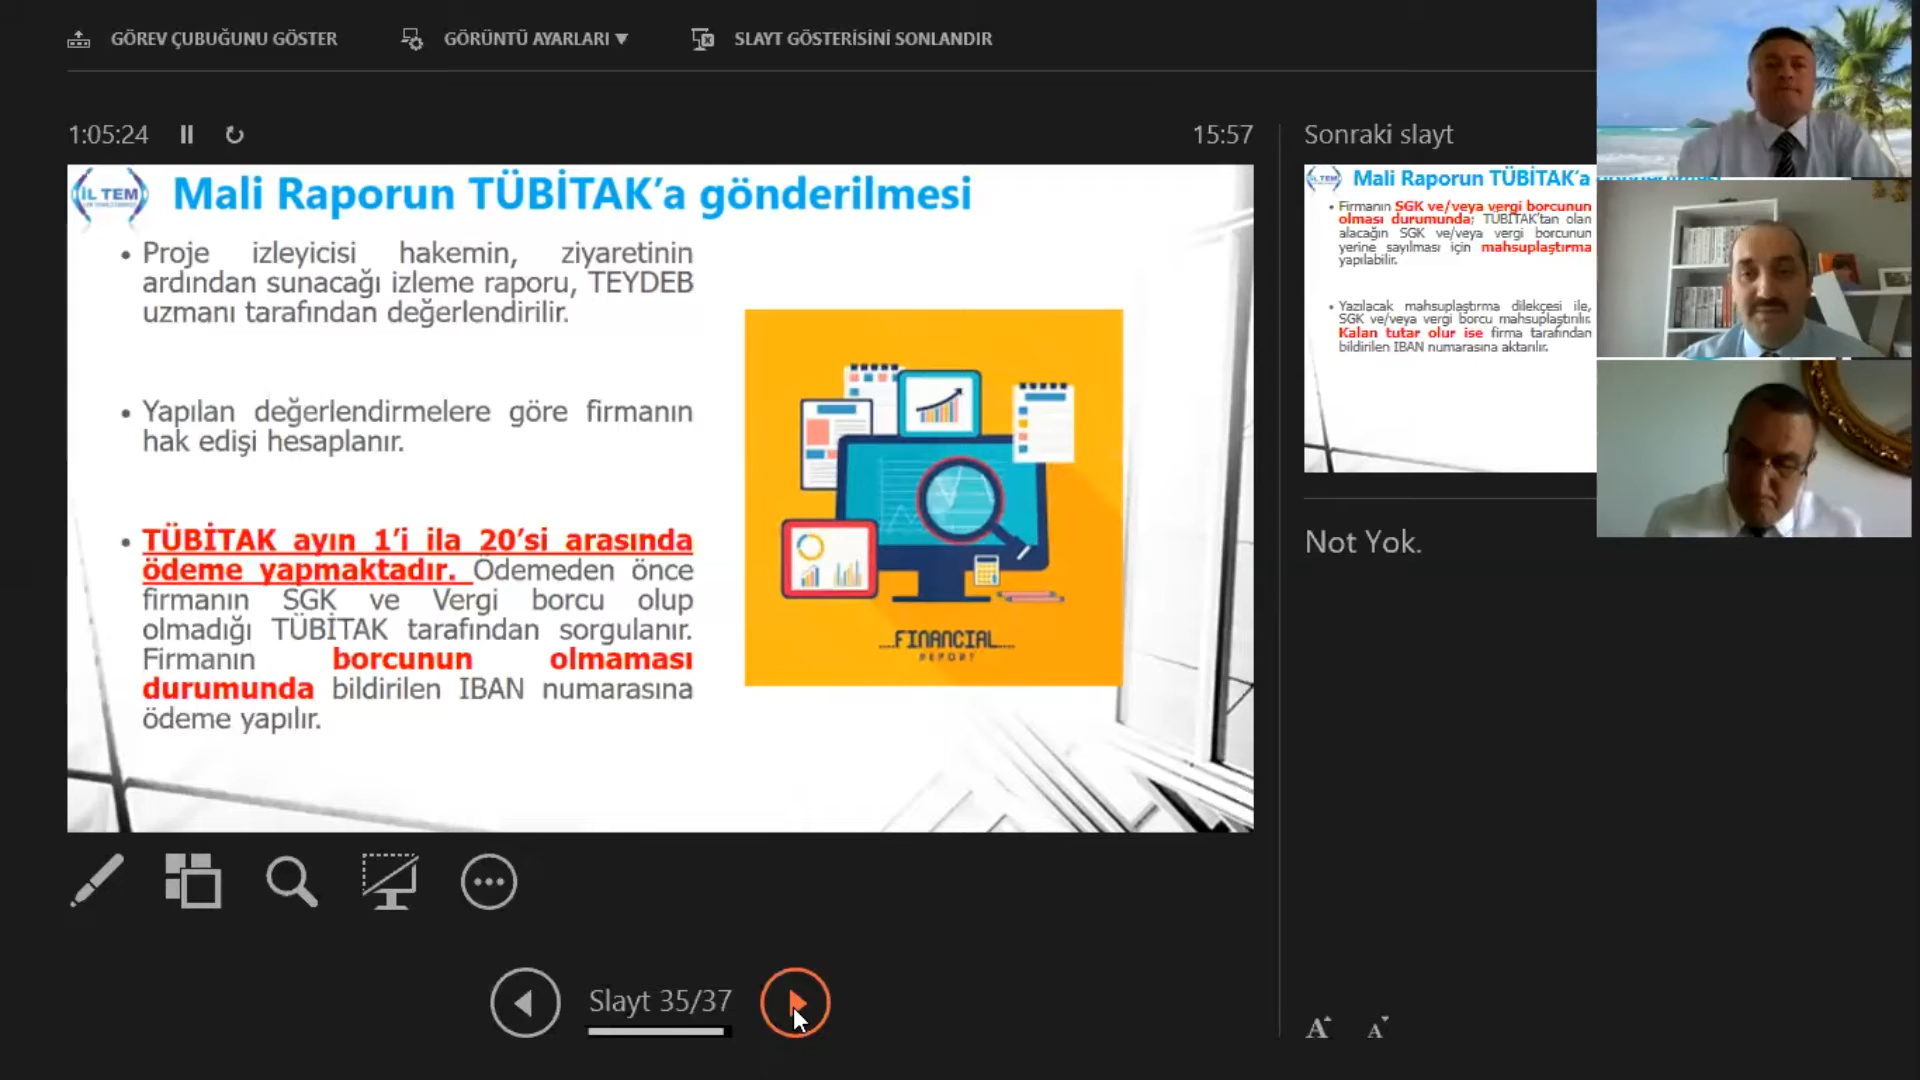 GÖREV ÇUBUĞUNU GÖSTER
GÖRÜNTÜ AYARLARI ▼
SLAYT GÖSTERİSİNİ SONLANDIR
1:05:24
15:57
İL TEM
Mali Raporun TÜBİTAK’a gönderilmesi
• Proje izleyicisi hakemin, ziyaretinin
ardından sunacağı izleme raporu, TEYDEB
uzmanı tarafından değerlendirilir.
• Yapılan değerlendirmelere göre firmanın
hak edişi hesaplanır.
• TÜBİTAK ayın 1’i ila 20’si arasında
ödeme yapmaktadır. Ödemeden önce
firmanın SGK ve Vergi borcu olup
olmadığı TÜBİTAK tarafından sorgulanır.
Firmanın borcunun olmaması
durumunda bildirilen IBAN numarasına
ödeme yapılır.
FINANCIAL
REPORT
Sonraki slayt
İL TEM
Mali Raporun TÜBİTAK’a
• Firmanın SGK ve/veya vergi borcunun
olması durumunda; TÜBİTAK’tan olan
alacağın SGK ve/veya vergi borcunun
yerine sayılması için mahsuplaştırma
yapılabilir.
• Yazılacak mahsuplaştırma dilekçesi ile,
SGK ve/veya vergi borcu mahsuplaştırılır.
Kalan tutar olur ise firma tarafından
bildirilen IBAN numarasına aktarılır.
Not Yok.
Slayt 35/37
A A